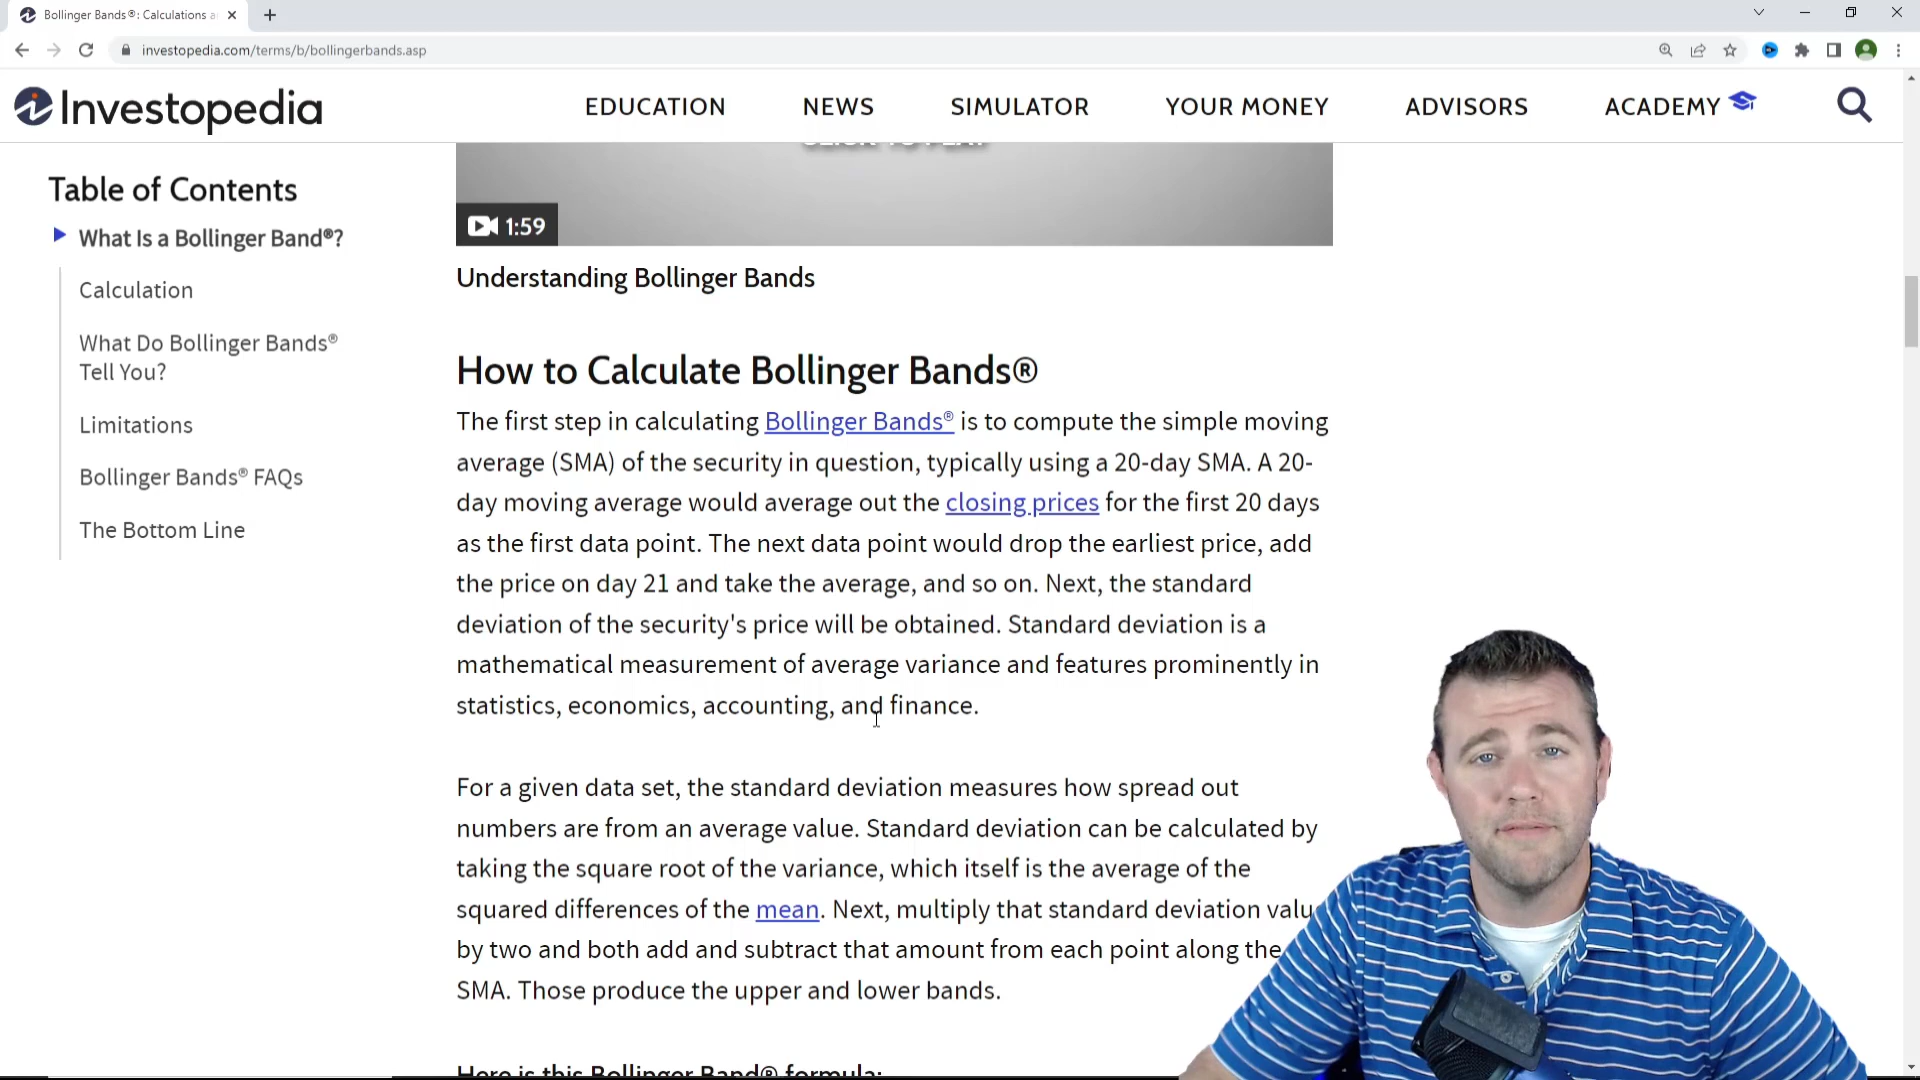 Bollinger Bands®: Calculations a
investopedia.com/terms/b/bollingerbands.asp
Investopedia
EDUCATION
NEWS
SIMULATOR
YOUR MONEY
ADVISORS
ACADEMY
Table of Contents
What Is a Bollinger Band®?
Calculation
What Do Bollinger Bands®
Tell You?
Limitations
Bollinger Bands® FAQs
The Bottom Line
CLICK TO PLAY
1:59
Understanding Bollinger Bands
How to Calculate Bollinger Bands®
The first step in calculating Bollinger Bands® is to compute the simple moving
average (SMA) of the security in question, typically using a 20-day SMA. A 20-
day moving average would average out the closing prices for the first 20 days
as the first data point. The next data point would drop the earliest price, add
the price on day 21 and take the average, and so on. Next, the standard
deviation of the security's price will be obtained. Standard deviation is a
mathematical measurement of average variance and features prominently in
statistics, economics, accounting, and finance.
For a given data set, the standard deviation measures how spread out
numbers are from an average value. Standard deviation can be calculated by
taking the square root of the variance, which itself is the average of the
squared differences of the mean. Next, multiply that standard deviation valu
by two and both add and subtract that amount from each point along the
SMA. Those produce the upper and lower bands.
Here is this Bollinger Band® formula: